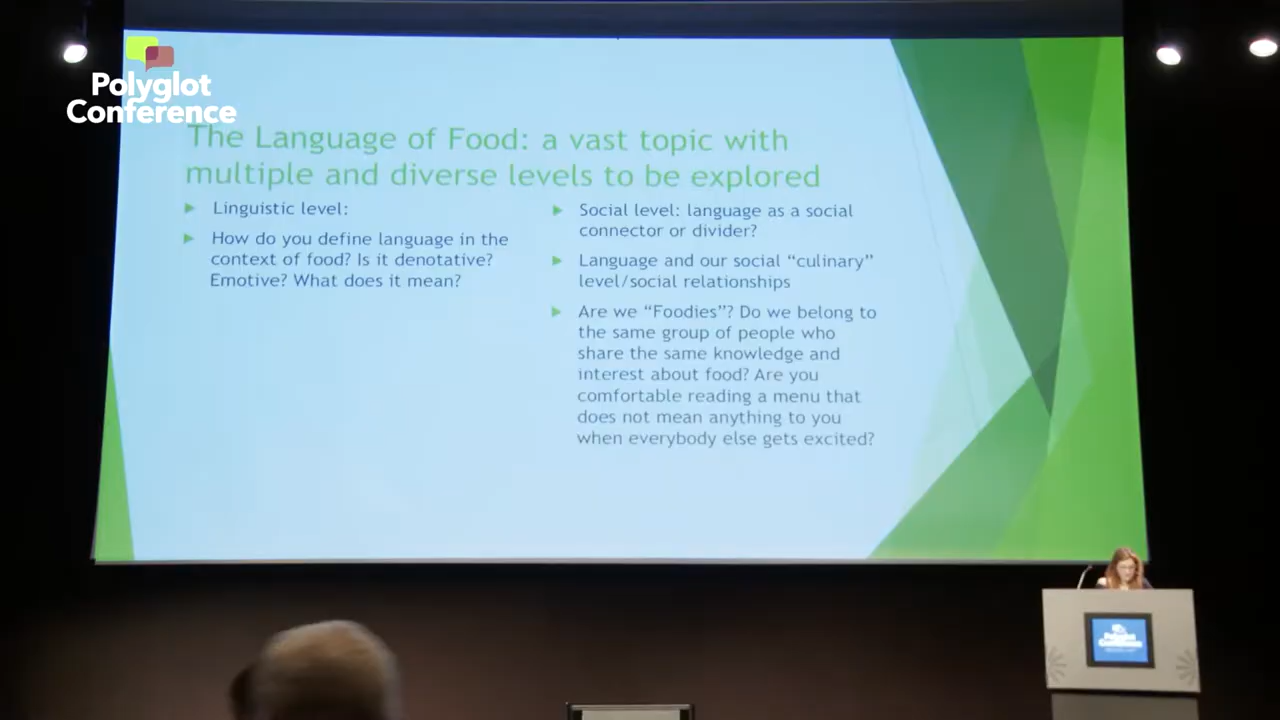 Polyglot
Conference
The Language of Food: a vast topic with
multiple and diverse levels to be explored
Linguistic level:
How do you define language in the
context of food? Is it denotative?
Emotive? What does it mean?
Social level: language as a social
connector or divider?
Language and our social “culinary”
level/social relationships
Are we “Foodies”? Do we belong to
the same group of people who
share the same knowledge and
interest about food? Are you
comfortable reading a menu that
does not mean anything to you
when everybody else gets excited?
Polyglot
Conference